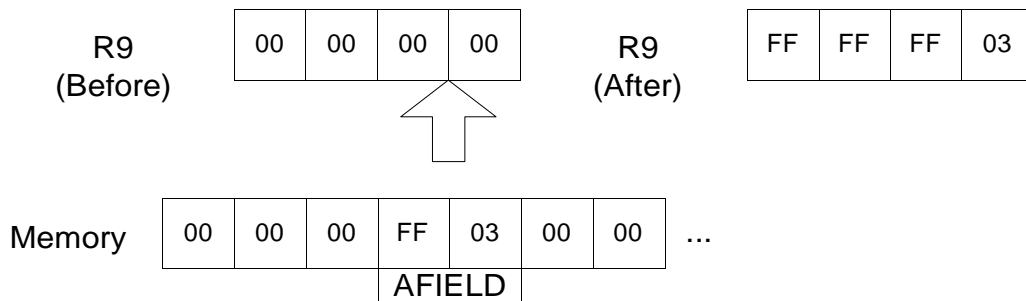 R9 (Before) 00 00 00 00 R9 (After) FF FF FF 03
Memory 00 00 00 FF 03 00 00 ...
AFIELD